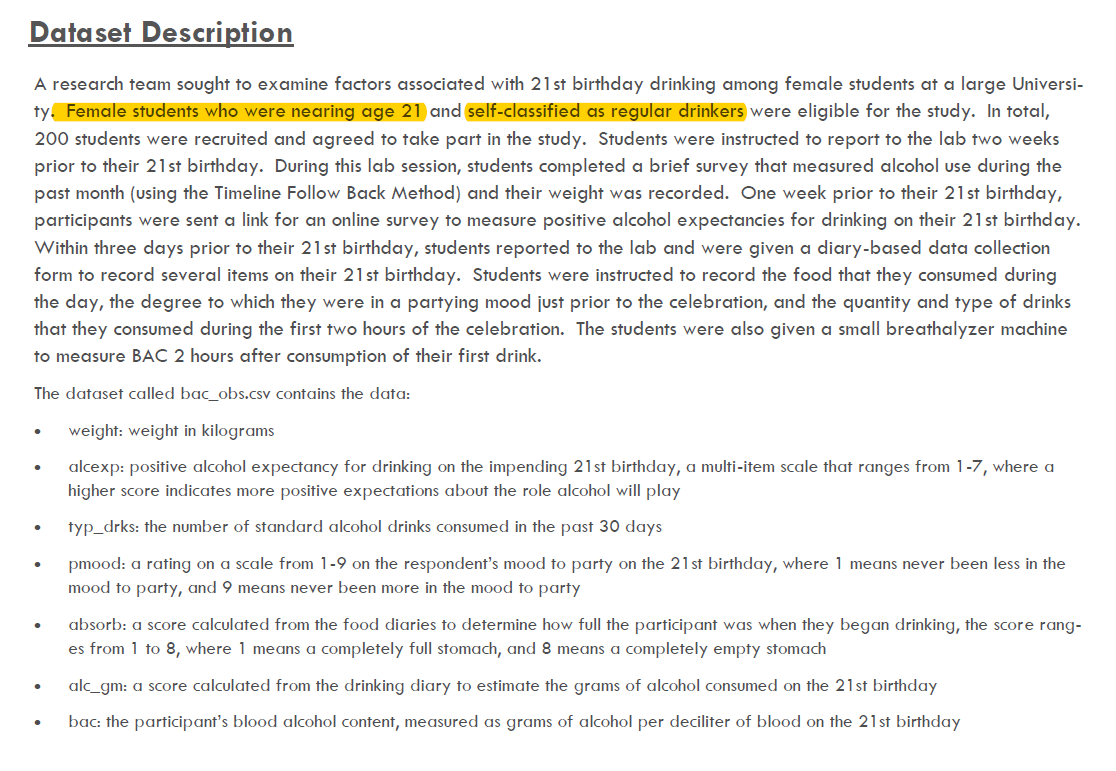 Dataset Description
A research team sought to examine factors associated with 21st birthday drinking among female students at a large Universi-
ty. Female students who were nearing age 21 and self-classified as regular drinkers were eligible for the study. In total,
200 students were recruited and agreed to take part in the study. Students were instructed to report to the lab two weeks
prior to their 21st birthday. During this lab session, students completed a brief survey that measured alcohol use during the
past month (using the Timeline Follow Back Method) and their weight was recorded. One week prior to their 21st birthday,
participants were sent a link for an online survey to measure positive alcohol expectancies for drinking on their 21st birthday.
Within three days prior to their 21st birthday, students reported to the lab and were given a diary-based data collection
form to record several items on their 21st birthday. Students were instructed to record the food that they consumed during
the day, the degree to which they were in a partying mood just prior to the celebration, and the quantity and type of drinks
that they consumed during the first two hours of the celebration. The students were also given a small breathalyzer machine
to measure BAC 2 hours after consumption of their first drink.
The dataset called bac_obs.csv contains the data:
• weight: weight in kilograms
• alcexp: positive alcohol expectancy for drinking on the impending 21st birthday, a multi-item scale that ranges from 1-7, where a
higher score indicates more positive expectations about the role alcohol will play
• typ_drks: the number of standard alcohol drinks consumed in the past 30 days
• pmood: a rating on a scale from 1-9 on the respondent's mood to party on the 21st birthday, where 1 means never been less in the
mood to party, and 9 means never been more in the mood to party
• absorb: a score calculated from the food diaries to determine how full the participant was when they began drinking, the score rang-
es from 1 to 8, where 1 means a completely full stomach, and 8 means a completely empty stomach
• alc_gm: a score calculated from the drinking diary to estimate the grams of alcohol consumed on the 21st birthday
• bac: the participant's blood alcohol content, measured as grams of alcohol per deciliter of blood on the 21st birthday